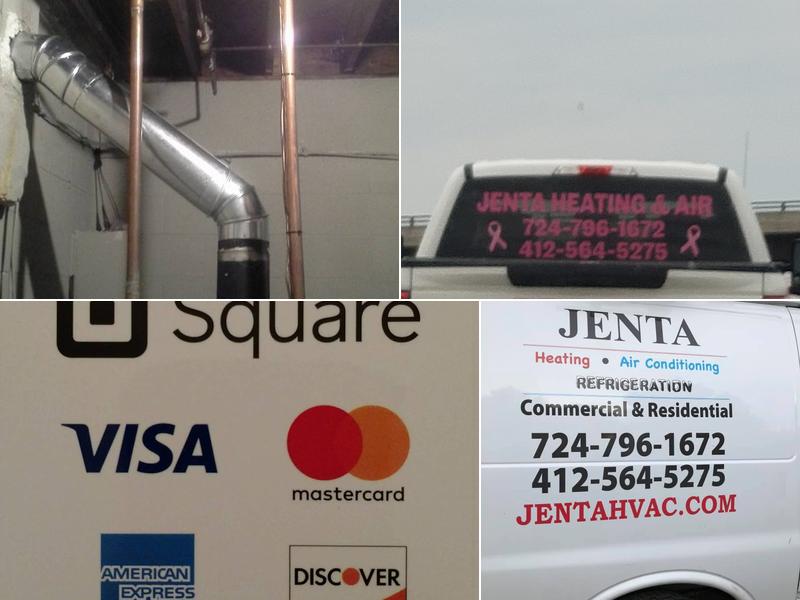 JENTA HEATING & AIR
724-796-1672
412-564-5275
Square
VISA
mastercard
AMERICAN
EXPRESS
DISCOVER
JENTA
Heating • Air Conditioning
REFRIGERATION
Commercial & Residential
724-796-1672
412-564-5275
JENTAHVAC.COM